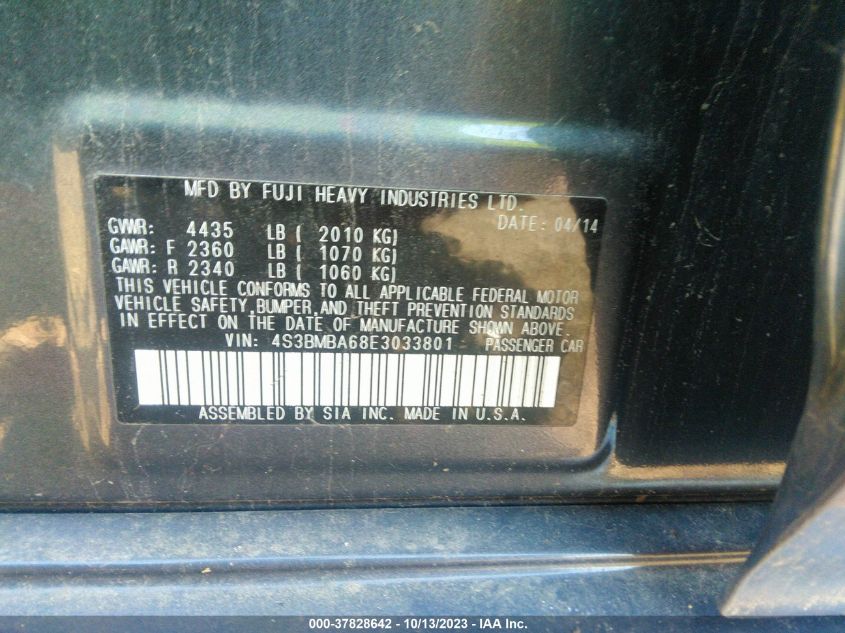 MFD BY FUJI HEAVY INDUSTRIES LTD.
DATE: 04/14
GVWR: 4435 LB ( 2010 KG)
GAWR: F 2360 LB ( 1070 KG)
GAWR: R 2340 LB ( 1060 KG)
THIS VEHICLE CONFORMS TO ALL APPLICABLE FEDERAL MOTOR
VEHICLE SAFETY, BUMPER, AND THEFT PREVENTION STANDARDS
IN EFFECT ON THE DATE OF MANUFACTURE SHOWN ABOVE.
VIN: 4S3BMBA68E3033801 PASSENGER CAR
ASSEMBLED BY SIA INC. MADE IN U.S.A.
000-37828642 - 10/13/2023 - IAA Inc.